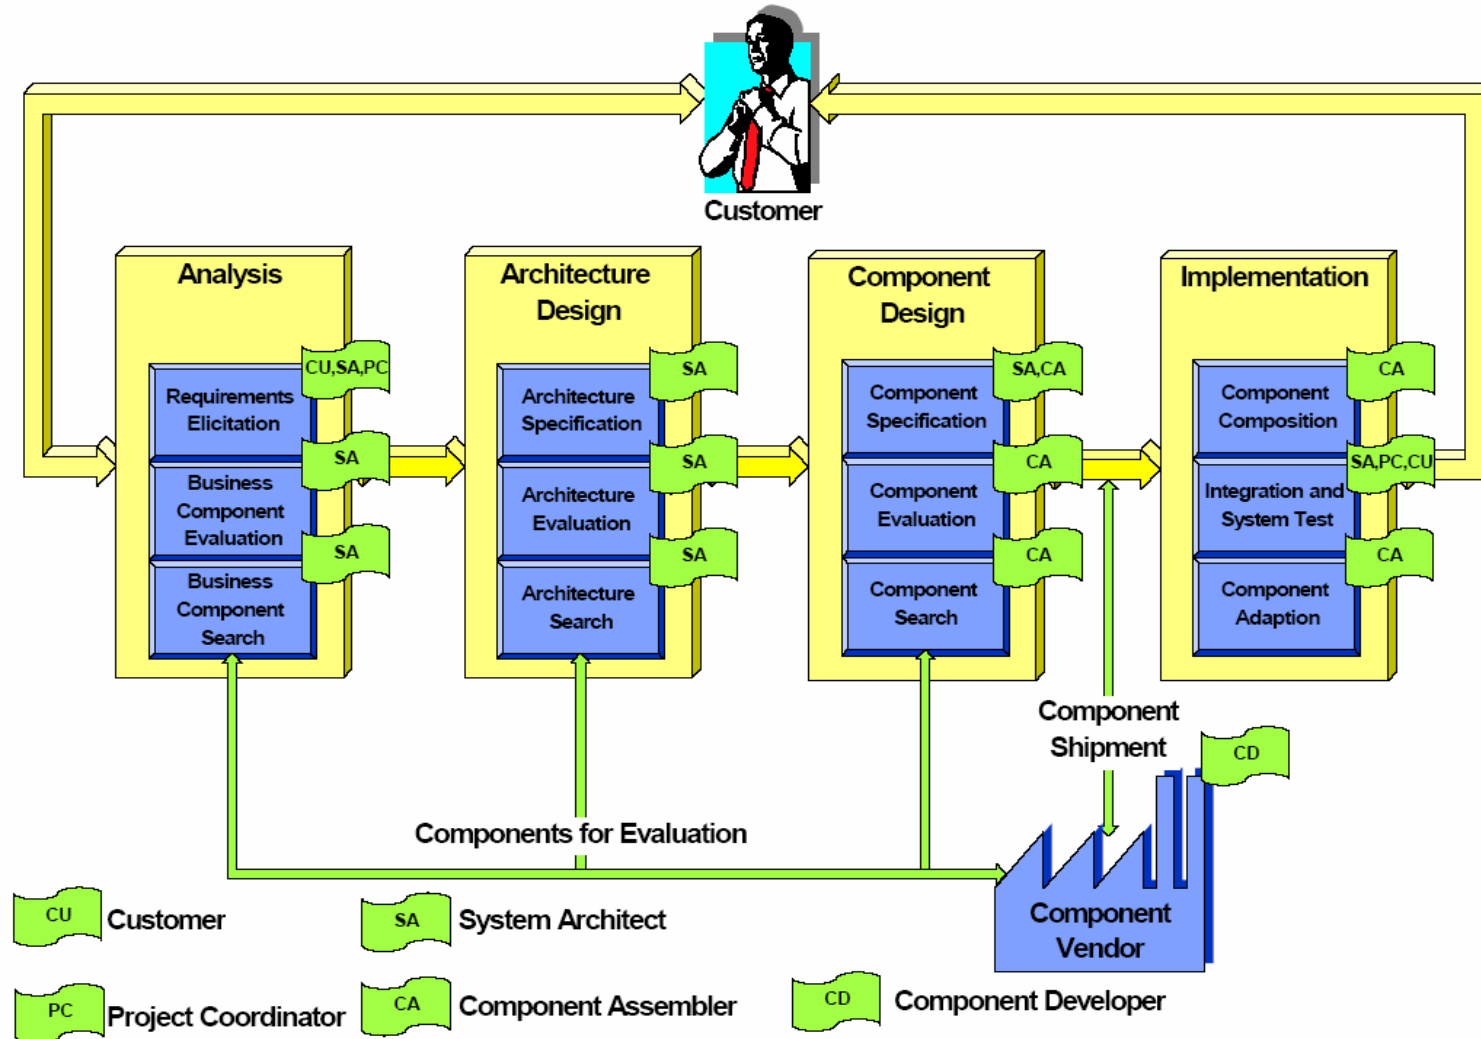 Customer
Analysis
CU,SA,PC
Requirements
Elicitation
SA
Business
Component
Evaluation
SA
Business
Component
Search
Architecture
Design
SA
Architecture
Specification
SA
Architecture
Evaluation
SA
Architecture
Search
Component
Design
SA,CA
Component
Specification
CA
Component
Evaluation
CA
Component
Search
Implementation
CA
Component
Composition
SA,PC,CU
Integration and
System Test
CA
Component
Adaption
Component
Shipment
CD
Components for Evaluation
Component
Vendor
CU Customer
SA System Architect
PC Project Coordinator
CA Component Assembler
CD Component Developer